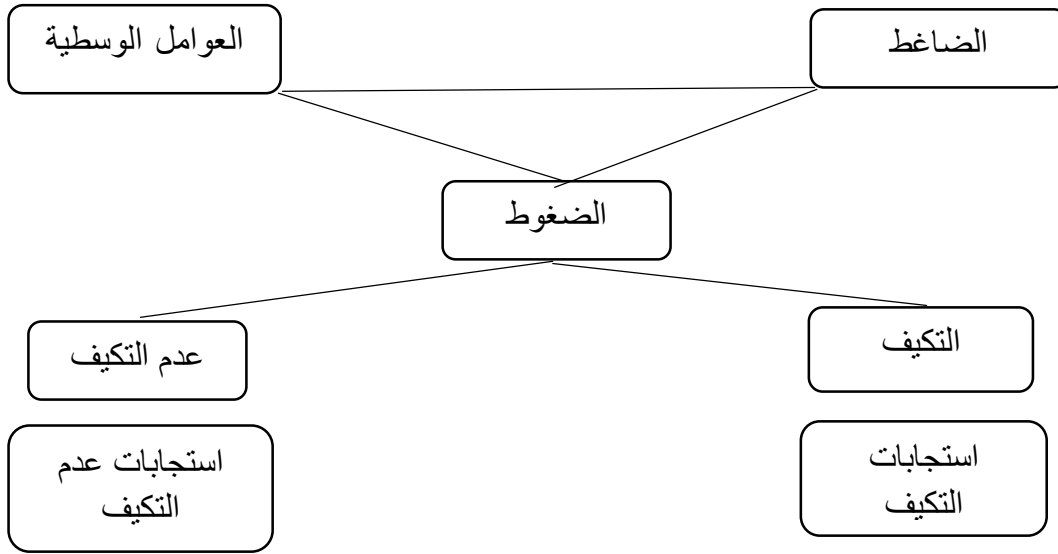 الضاغط
العوامل الوسطية
الضغوط
التكيف
عدم التكيف
استجابات
التكيف
استجابات عدم
التكيف